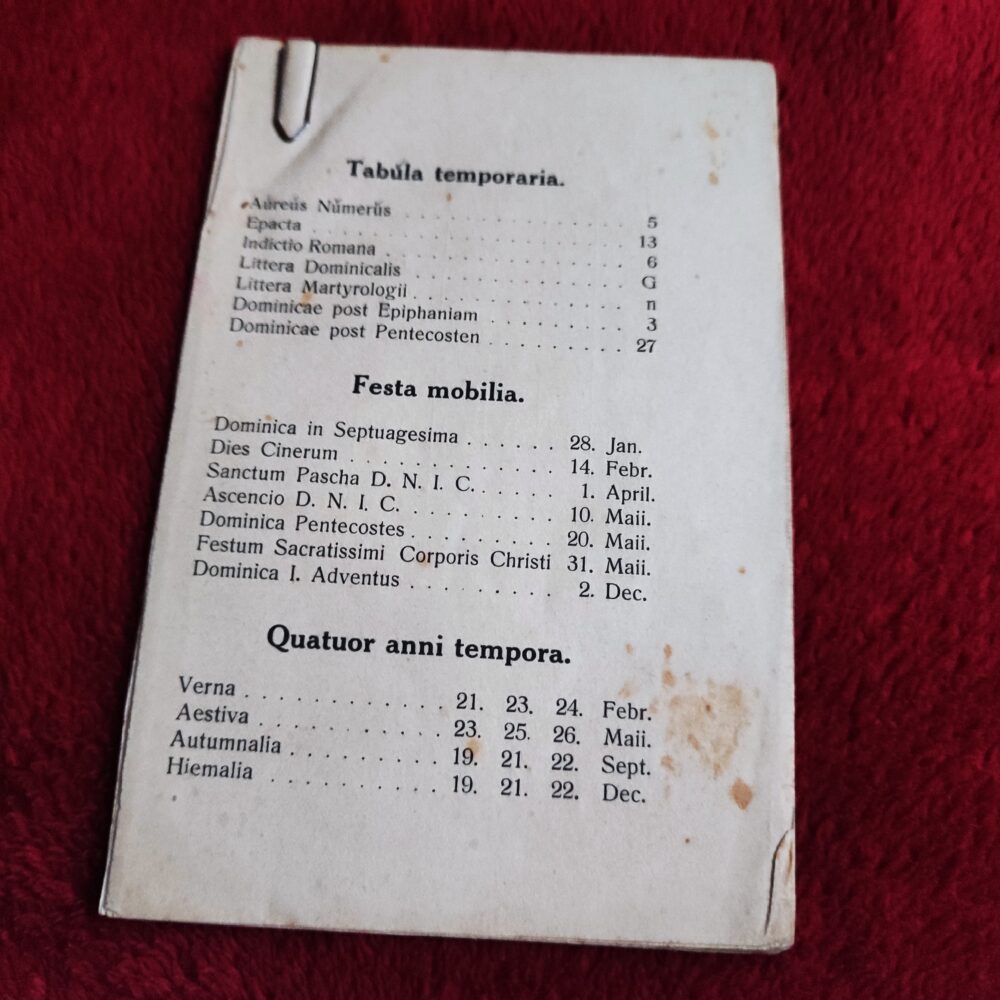 Tabula temporaria.
Aureus Numerus . . . . . . . . . . . . 5
Epacta . . . . . . . . . . . . . . . . 13
Indictio Romana . . . . . . . . . . . . 6
Littera Dominicalis . . . . . . . . . . G
Littera Martyrologii . . . . . . . . . . n
Dominicae post Epiphaniam . . . . . . . 3
Dominicae post Pentecosten . . . . . . . 27
Festa mobilia.
Dominica in Septuagesima . . . . . . 28. Jan.
Dies Cinerum . . . . . . . . . . . . 14. Febr.
Sanctum Pascha D. N. I. C. . . . . . 1. April.
Ascencio D. N. I. C. . . . . . . . . 10. Maii.
Dominica Pentecostes . . . . . . . . 20. Maii.
Festum Sacratissimi Corporis Christi 31. Maii.
Dominica I. Adventus . . . . . . . . 2. Dec.
Quatuor anni tempora.
Verna . . . . . . . . . . . 21. 23. 24. Febr.
Aestiva . . . . . . . . . . 23. 25. 26. Maii.
Autumnalia . . . . . . . . . 19. 21. 22. Sept.
Hiemalia . . . . . . . . . . 19. 21. 22. Dec.